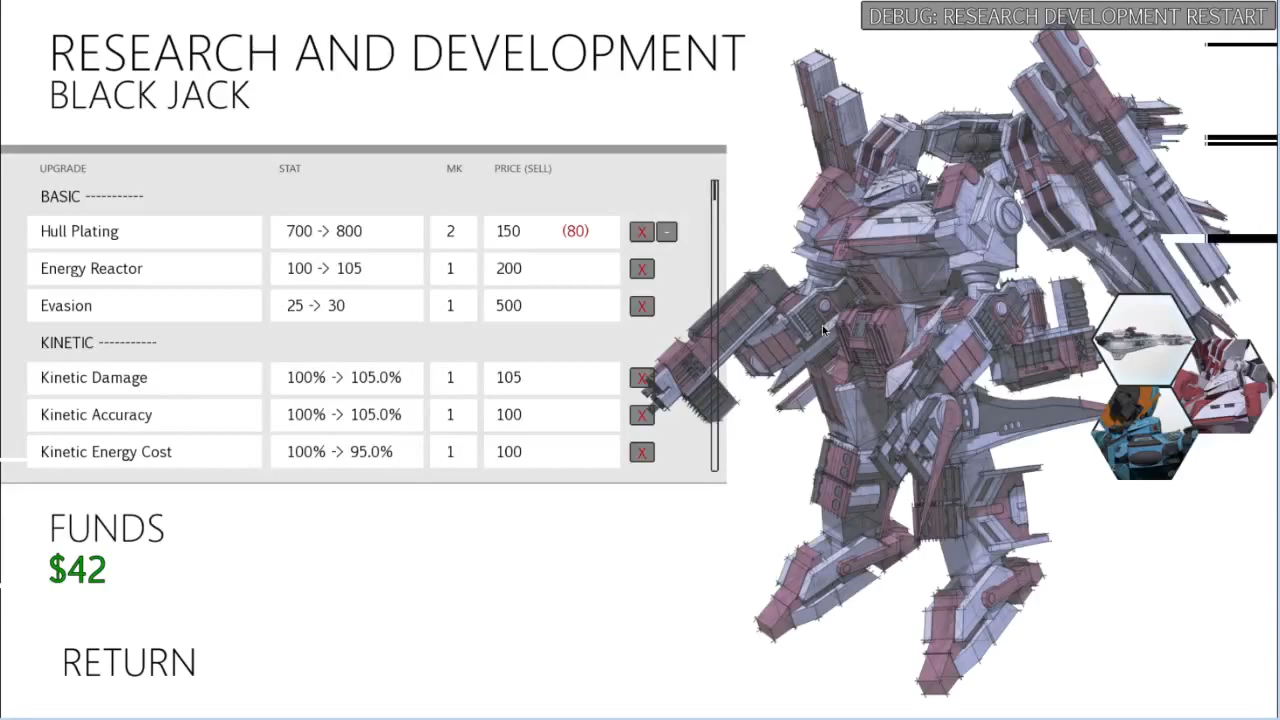 DEBUG: RESEARCH DEVELOPMENT RESTART
RESEARCH AND DEVELOPMENT
BLACK JACK
UPGRADE STAT MK PRICE (SELL)
BASIC -----------
Hull Plating 700 -> 800 2 150 (80) X -
Energy Reactor 100 -> 105 1 200 X
Evasion 25 -> 30 1 500 X
KINETIC -----------
Kinetic Damage 100% -> 105.0% 1 105 X
Kinetic Accuracy 100% -> 105.0% 1 100 X
Kinetic Energy Cost 100% -> 95.0% 1 100 X
FUNDS
$42
RETURN